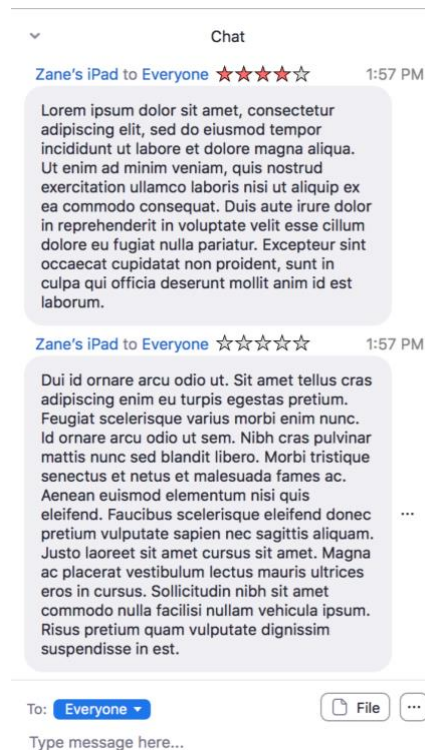 Chat
Zane's iPad to Everyone 1:57 PM
Lorem ipsum dolor sit amet, consectetur
adipiscing elit, sed do eiusmod tempor
incididunt ut labore et dolore magna aliqua.
Ut enim ad minim veniam, quis nostrud
exercitation ullamco laboris nisi ut aliquip ex
ea commodo consequat. Duis aute irure dolor
in reprehenderit in voluptate velit esse cillum
dolore eu fugiat nulla pariatur. Excepteur sint
occaecat cupidatat non proident, sunt in
culpa qui officia deserunt mollit anim id est
laborum.
Zane's iPad to Everyone 1:57 PM
Dui id ornare arcu odio ut. Sit amet tellus cras
adipiscing enim eu turpis egestas pretium.
Feugiat scelerisque varius morbi enim nunc.
Id ornare arcu odio ut sem. Nibh cras pulvinar
mattis nunc sed blandit libero. Morbi tristique
senectus et netus et malesuada fames ac.
Aenean euismod elementum nisi quis
eleifend. Faucibus scelerisque eleifend donec
pretium vulputate sapien nec sagittis aliquam.
Justo laoreet sit amet cursus sit amet. Magna
ac placerat vestibulum lectus mauris ultrices
eros in cursus. Sollicitudin nibh sit amet
commodo nulla facilisi nullam vehicula ipsum.
Risus pretium quam vulputate dignissim
suspendisse in est.
To: Everyone File
Type message here...